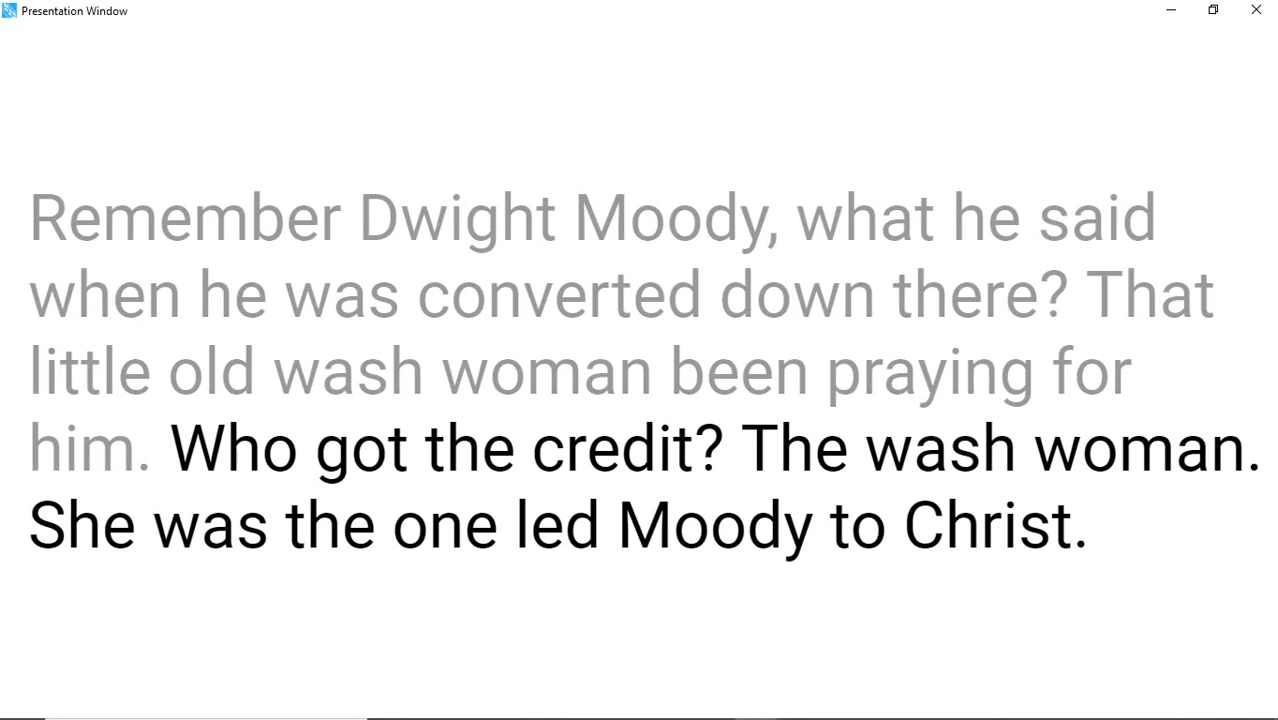 Presentation Window
Remember Dwight Moody, what he said
when he was converted down there? That
little old wash woman been praying for
him. Who got the credit? The wash woman.
She was the one led Moody to Christ.